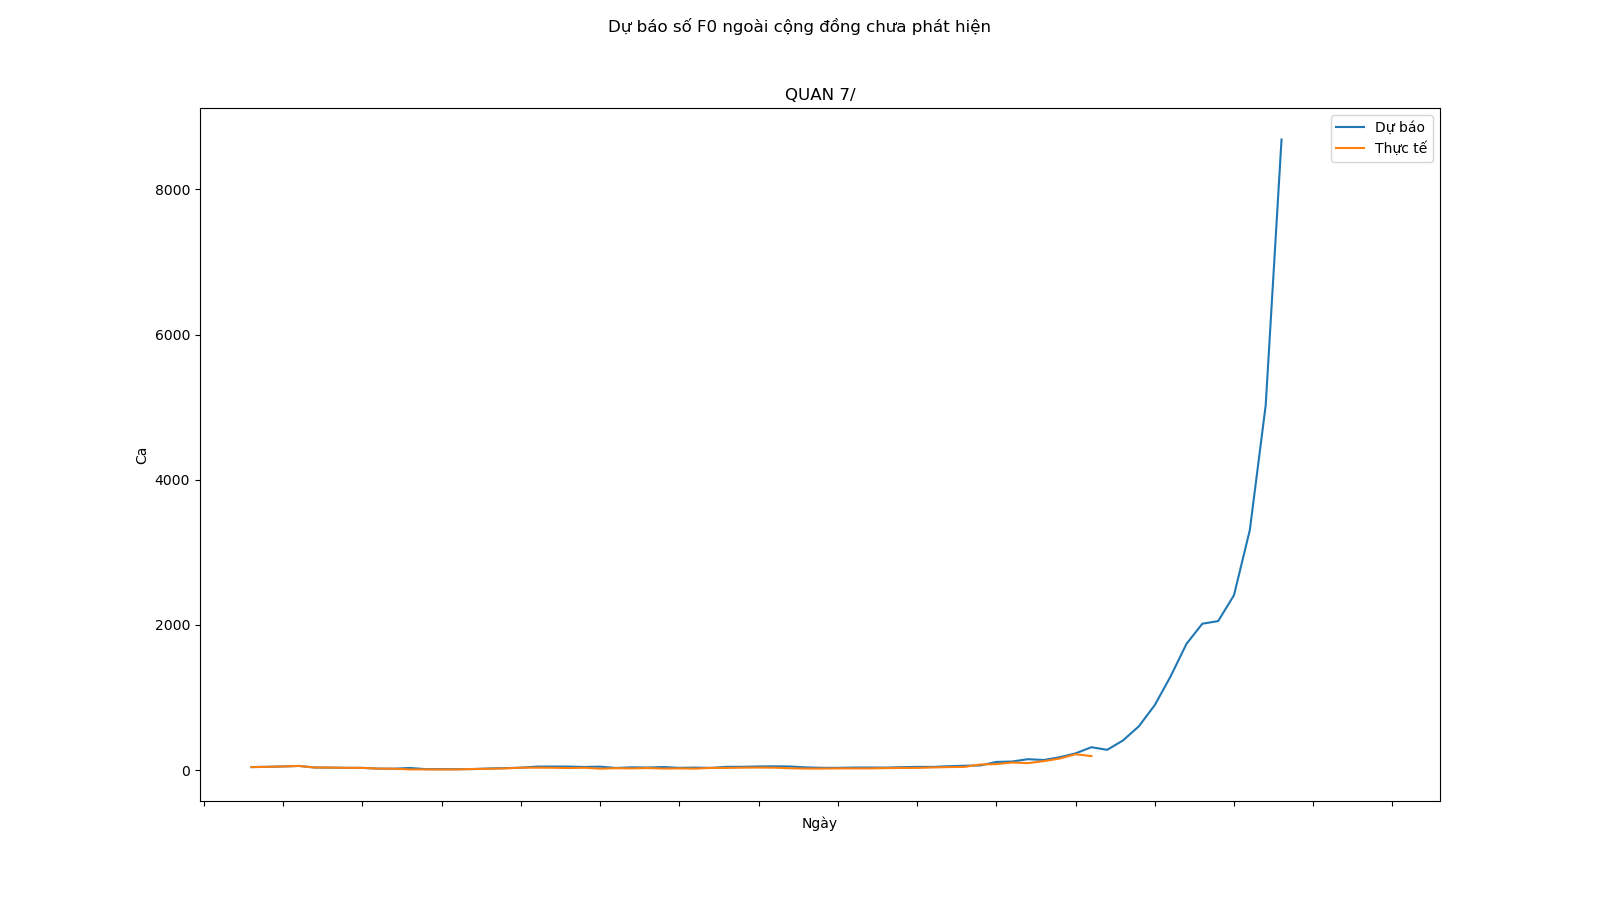 Dự báo số F0 ngoài cộng đồng chưa phát hiện
QUAN 7/
Dự báo
Thực tế
8000
6000
4000
2000
0
Ca
Ngày